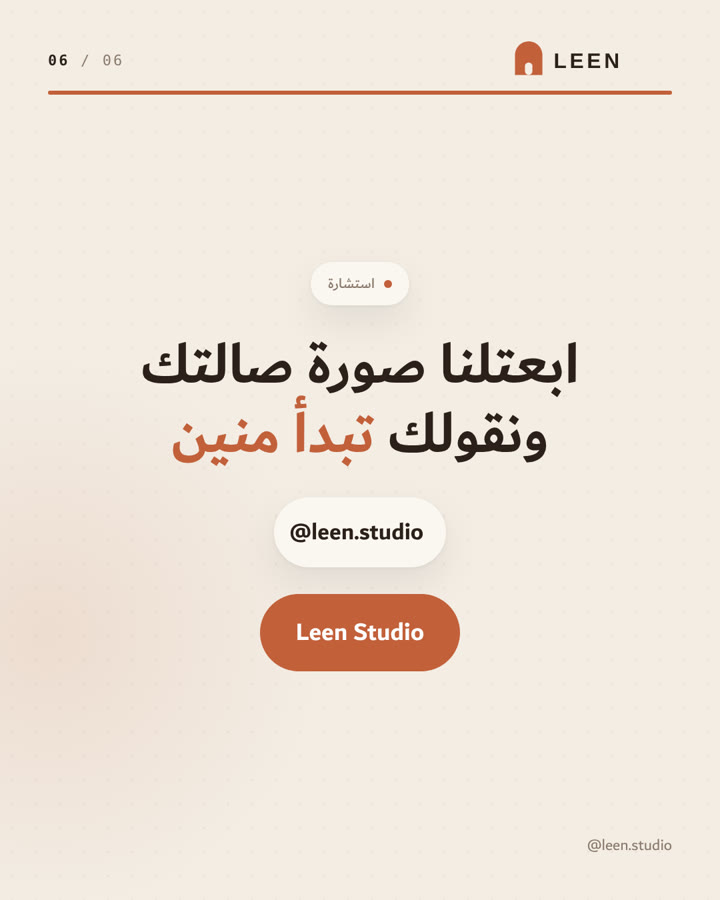 06 / 06
LEEN
استشارة
ابعتلنا صورة صالتك
ونقولك تبدأ منين
@leen.studio
Leen Studio
@leen.studio